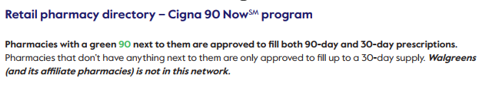 Retail pharmacy directory – Cigna 90 Now℠ program
Pharmacies with a green 90 next to them are approved to fill both 90-day and 30-day prescriptions.
Pharmacies that don't have anything next to them are only approved to fill up to a 30-day supply. Walgreens
(and its affiliate pharmacies) is not in this network.